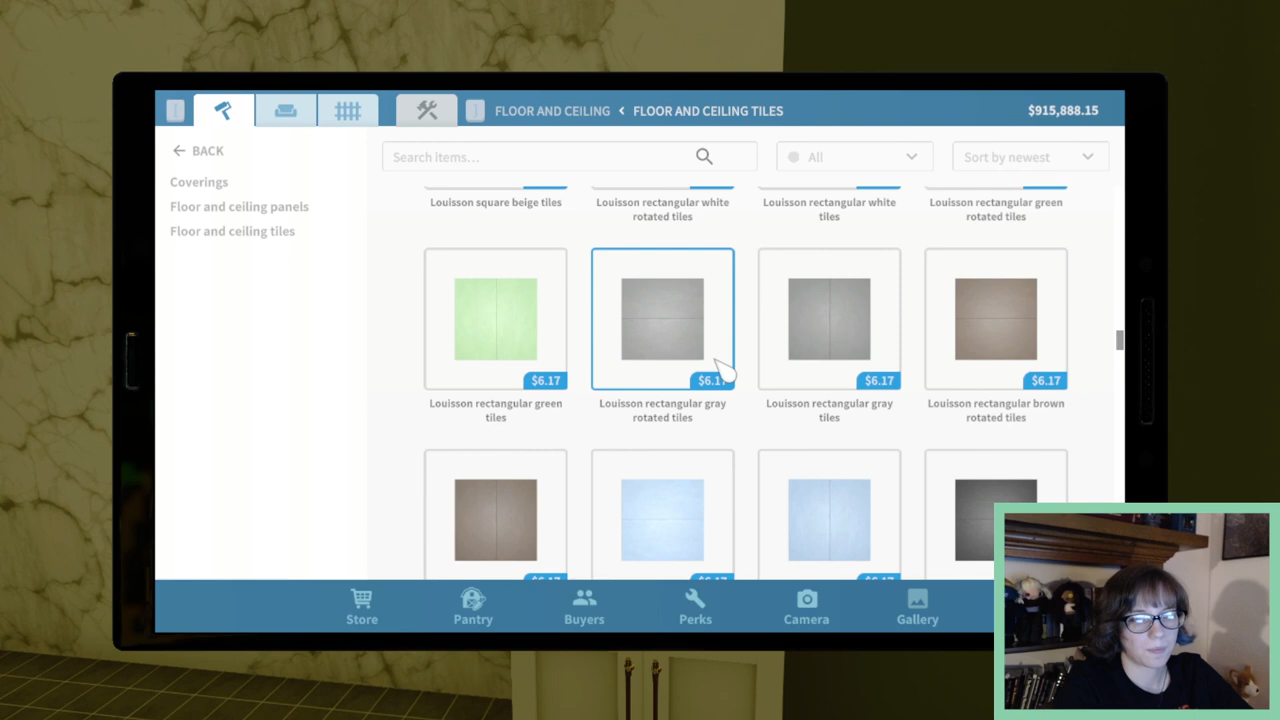 FLOOR AND CEILING < FLOOR AND CEILING TILES
$915,888.15
BACK
Search items...
All
Sort by newest
Coverings
Floor and ceiling panels
Floor and ceiling tiles
Louisson square beige tiles
Louisson rectangular white
rotated tiles
Louisson rectangular white
tiles
Louisson rectangular green
rotated tiles
$6.17
$6.17
$6.17
Louisson rectangular green
tiles
Louisson rectangular gray
rotated tiles
Louisson rectangular gray
tiles
Louisson rectangular brown
rotated tiles
Store
Pantry
Buyers
Perks
Camera
Gallery